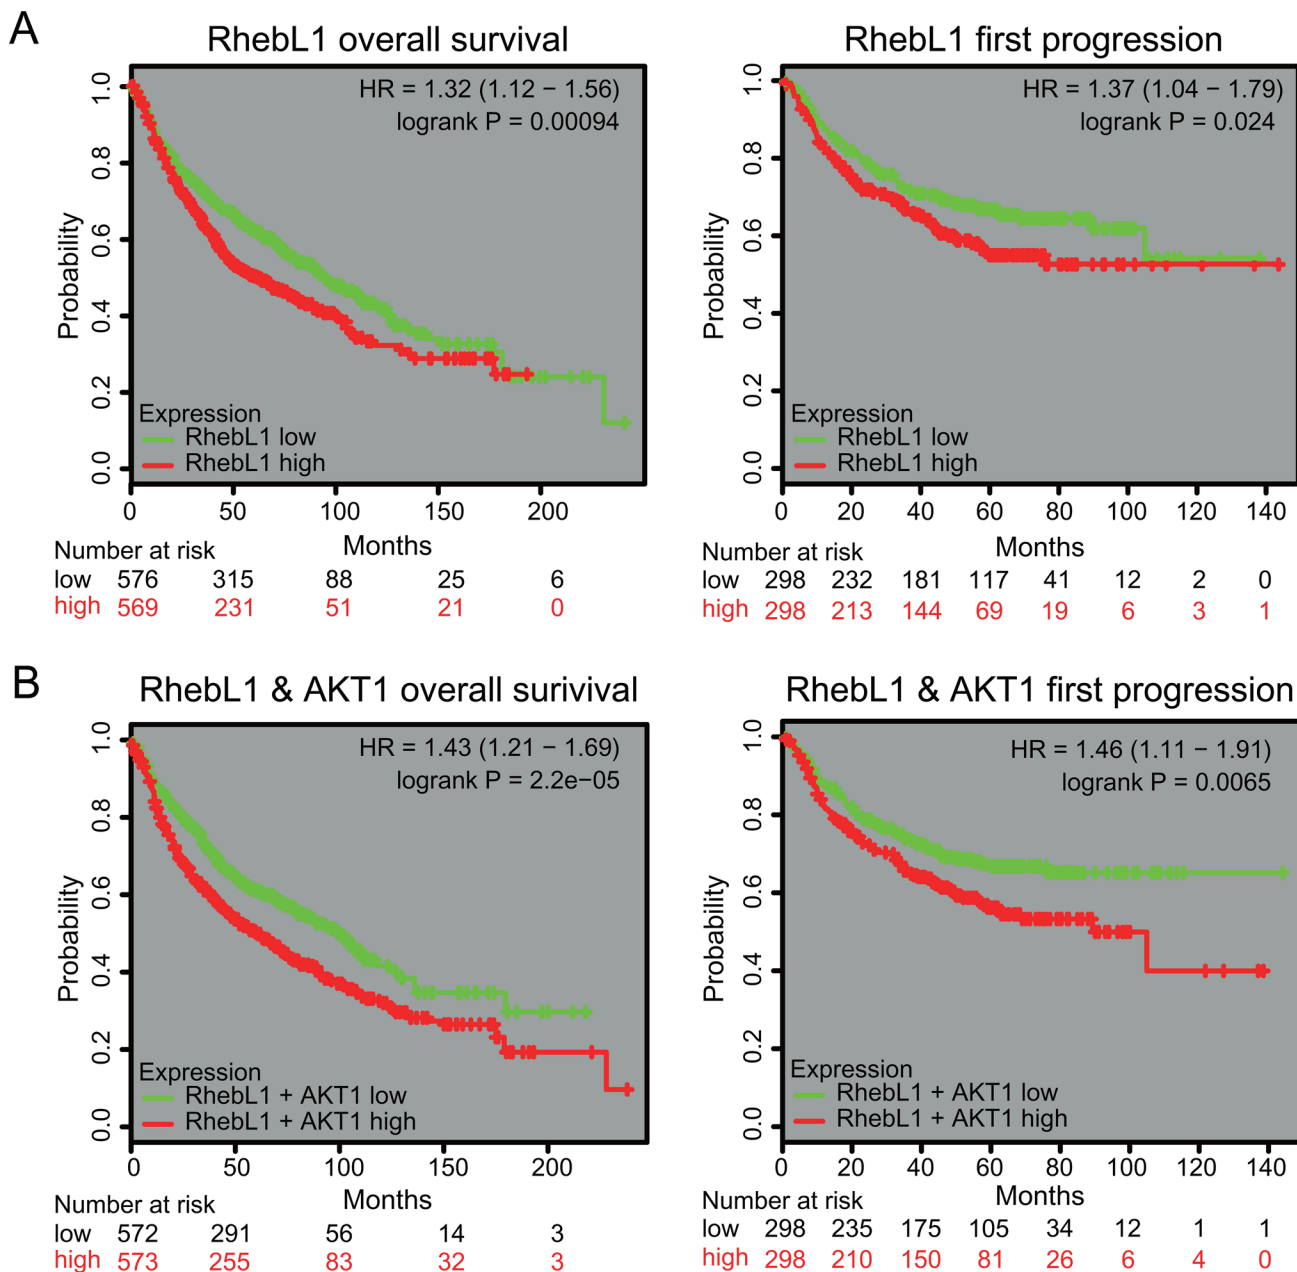 A
RhebL1 overall survival
HR = 1.32 (1.12 − 1.56)
logrank P = 0.00094
Probability
1.0
0.8
0.6
0.4
0.2
0.0
Expression
RhebL1 low
RhebL1 high
0 50 100 150 200
Months
Number at risk
low 576 315 88 25 6
high 569 231 51 21 0
RhebL1 first progression
HR = 1.37 (1.04 − 1.79)
logrank P = 0.024
Probability
1.0
0.8
0.6
0.4
0.2
0.0
Expression
RhebL1 low
RhebL1 high
0 20 40 60 80 100 120 140
Months
Number at risk
low 298 232 181 117 41 12 2 0
high 298 213 144 69 19 6 3 1
B
RhebL1 & AKT1 overall surivival
HR = 1.43 (1.21 − 1.69)
logrank P = 2.2e−05
Probability
1.0
0.8
0.6
0.4
0.2
0.0
Expression
RhebL1 + AKT1 low
RhebL1 + AKT1 high
0 50 100 150 200
Months
Number at risk
low 572 291 56 14 3
high 573 255 83 32 3
RhebL1 & AKT1 first progression
HR = 1.46 (1.11 − 1.91)
logrank P = 0.0065
Probability
1.0
0.8
0.6
0.4
0.2
0.0
Expression
RhebL1 + AKT1 low
RhebL1 + AKT1 high
0 20 40 60 80 100 120 140
Months
Number at risk
low 298 235 175 105 34 12 1 1
high 298 210 150 81 26 6 4 0